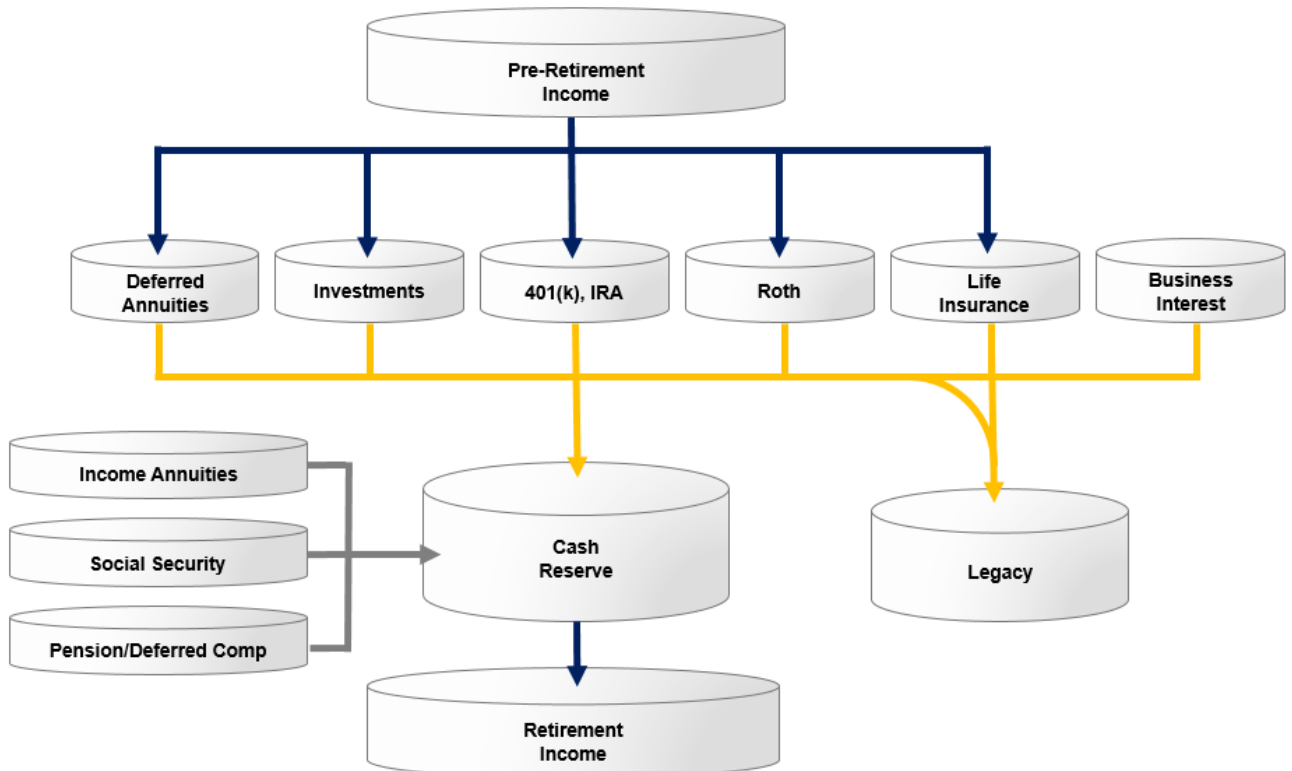 Pre-Retirement
Income
Deferred
Annuities
Investments
401(k), IRA
Roth
Life
Insurance
Business
Interest
Income Annuities
Social Security
Pension/Deferred Comp
Cash
Reserve
Legacy
Retirement
Income